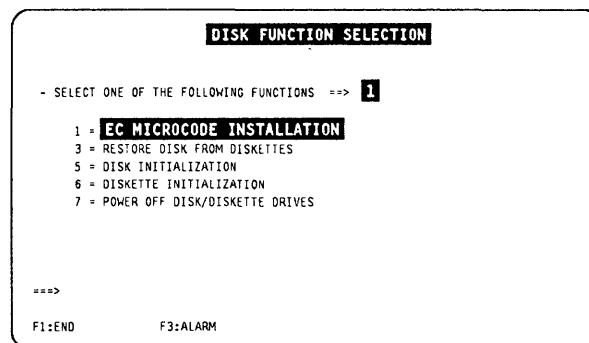 DISK FUNCTION SELECTION
- SELECT ONE OF THE FOLLOWING FUNCTIONS ==> 1
1 = EC MICROCODE INSTALLATION
3 = RESTORE DISK FROM DISKETTES
5 = DISK INITIALIZATION
6 = DISKETTE INITIALIZATION
7 = POWER OFF DISK/DISKETTE DRIVES
===>
F1:END F3:ALARM